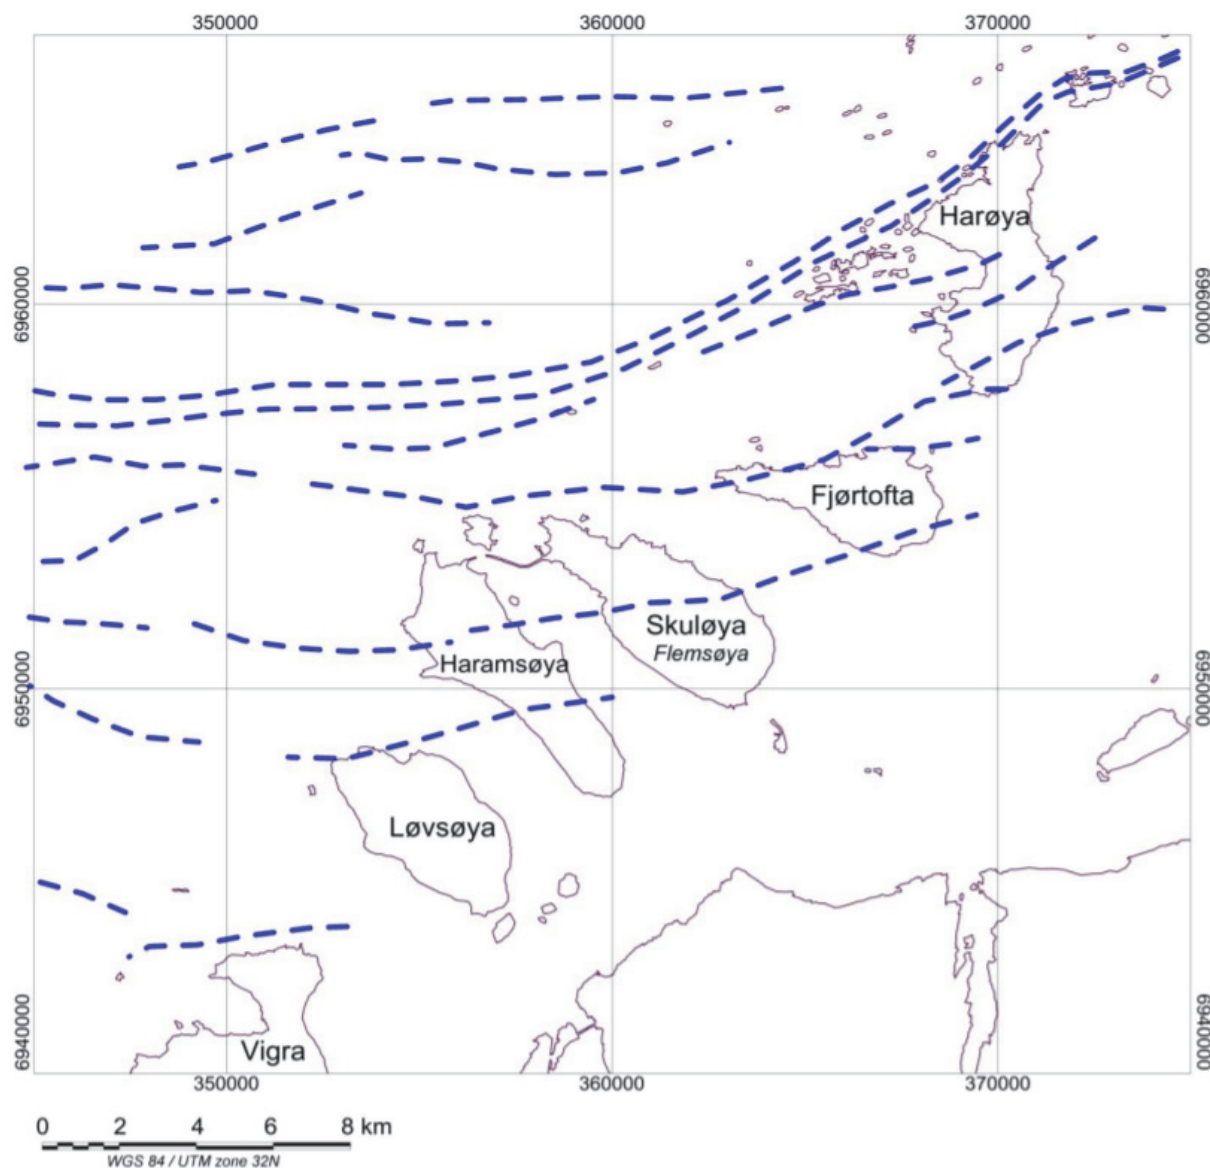 350000 360000 370000
Harøya
6960000 6960000
Fjørtofta
Skuløya
Flemsøya
Haramsøya
6950000 6950000
Løvsøya
6940000 6940000
Vigra
350000 360000 370000
0 2 4 6 8 km
WGS 84 / UTM zone 32N